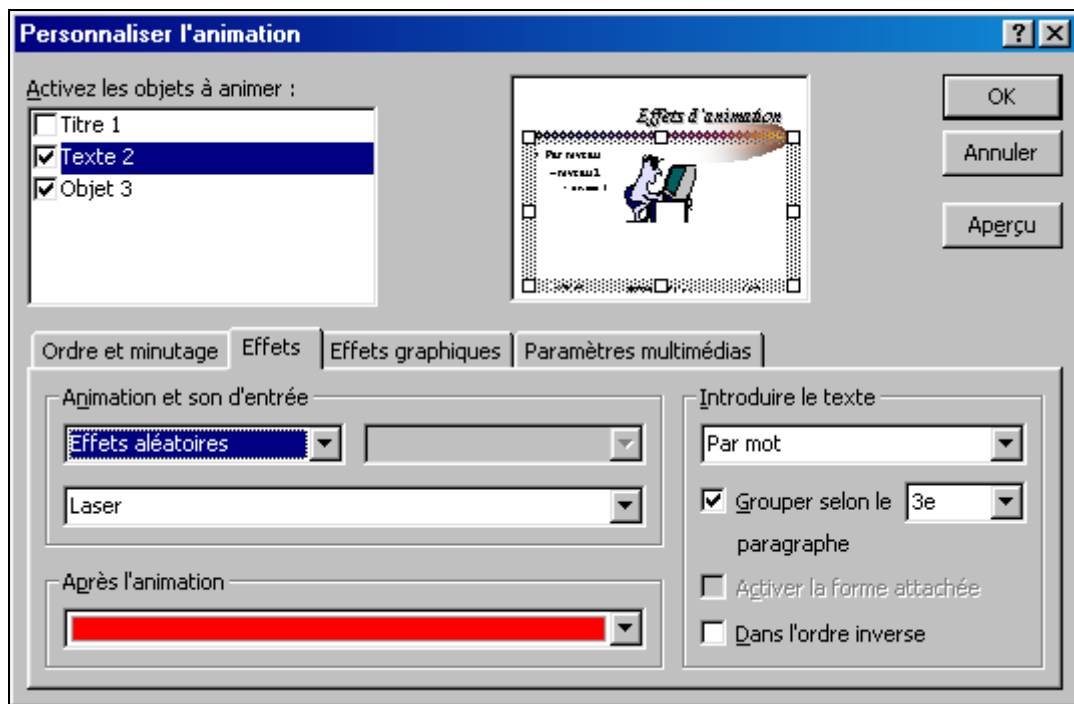 Personnaliser l'animation
Activez les objets à animer :
Titre 1
Texte 2
Objet 3
Effets d'animation
Par niveau
OK
Annuler
Aperçu
Ordre et minutage
Effets
Effets graphiques
Paramètres multimédias
Animation et son d'entrée
Effets aléatoires
Laser
Après l'animation
Introduire le texte
Par mot
Grouper selon le 3e
paragraphe
Activer la forme attachée
Dans l'ordre inverse